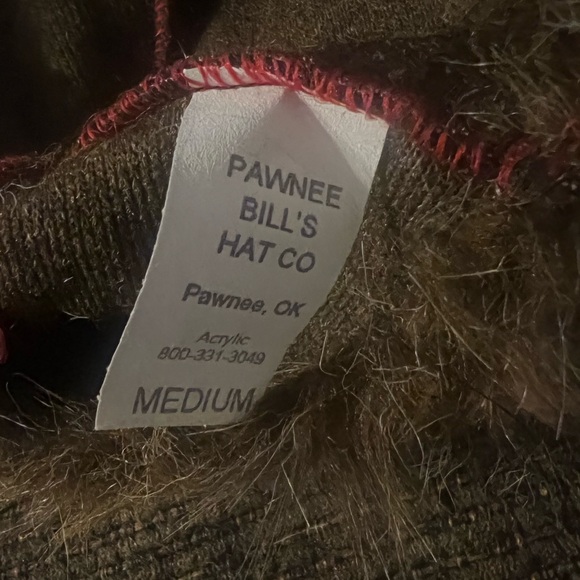 PAWNEE
BILL'S
HAT CO
Pawnee, OK
Acrylic
800-331-3049
MEDIUM